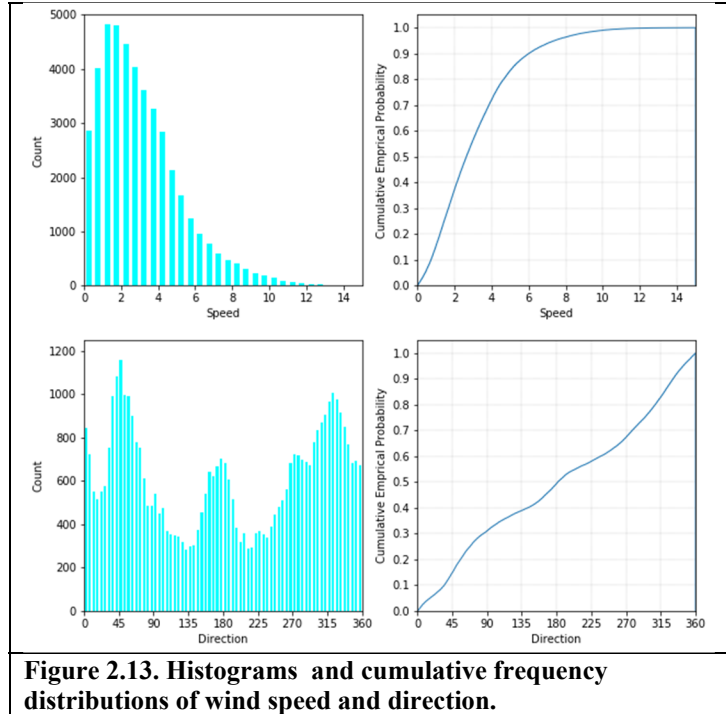 5000
4000
3000
2000
1000
0
Count
0 2 4 6 8 10 12 14
Speed
1.0
0.9
0.8
0.7
0.6
0.5
0.4
0.3
0.2
0.1
0.0
Cumulative Emprical Probability
0 2 4 6 8 10 12 14
Speed
1200
1000
800
600
400
200
0
Count
0 45 90 135 180 225 270 315 360
Direction
1.0
0.9
0.8
0.7
0.6
0.5
0.4
0.3
0.2
0.1
0.0
Cumulative Emprical Probability
0 45 90 135 180 225 270 315 360
Direction
Figure 2.13. Histograms and cumulative frequency
distributions of wind speed and direction.